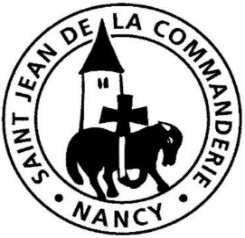 SAINT JEAN DE LA COMMANDERIE
• NANCY •